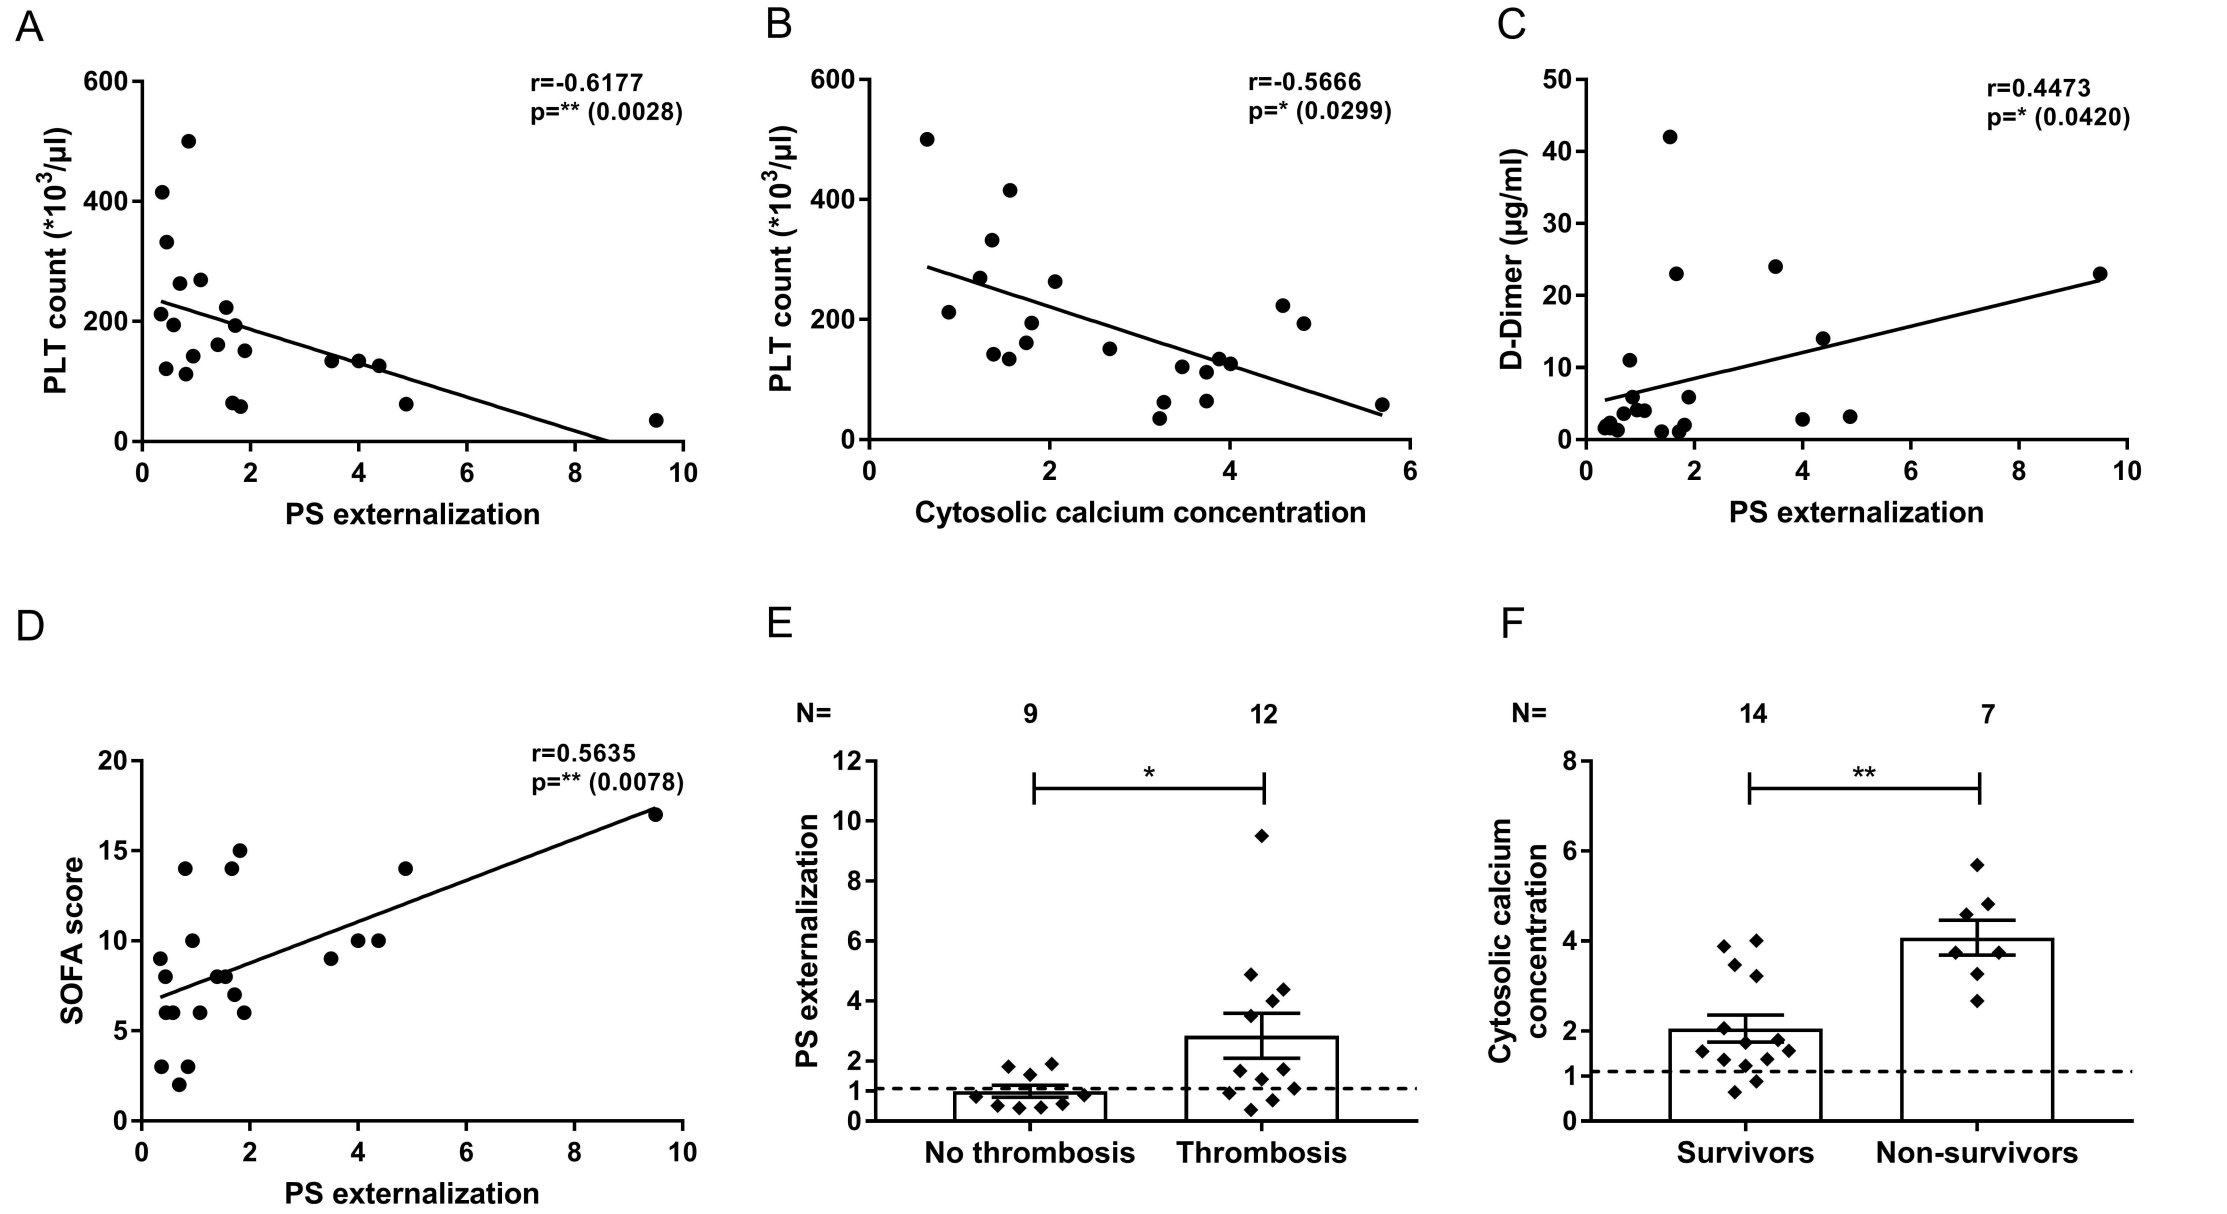 A
r=-0.6177
p=** (0.0028)
PLT count (*10³/µl)
600
400
200
0
0 2 4 6 8 10
PS externalization
B
r=-0.5666
p=* (0.0299)
PLT count (*10³/µl)
600
400
200
0
0 2 4 6
Cytosolic calcium concentration
C
r=0.4473
p=* (0.0420)
D-Dimer (µg/ml)
50
40
30
20
10
0
0 2 4 6 8 10
PS externalization
D
r=0.5635
p=** (0.0078)
SOFA score
20
15
10
5
0
0 2 4 6 8 10
PS externalization
E
N= 9 12
*
PS externalization
12
10
8
6
4
2
1
0
No thrombosis Thrombosis
F
N= 14 7
**
Cytosolic calcium
concentration
8
6
4
2
1
0
Survivors Non-survivors